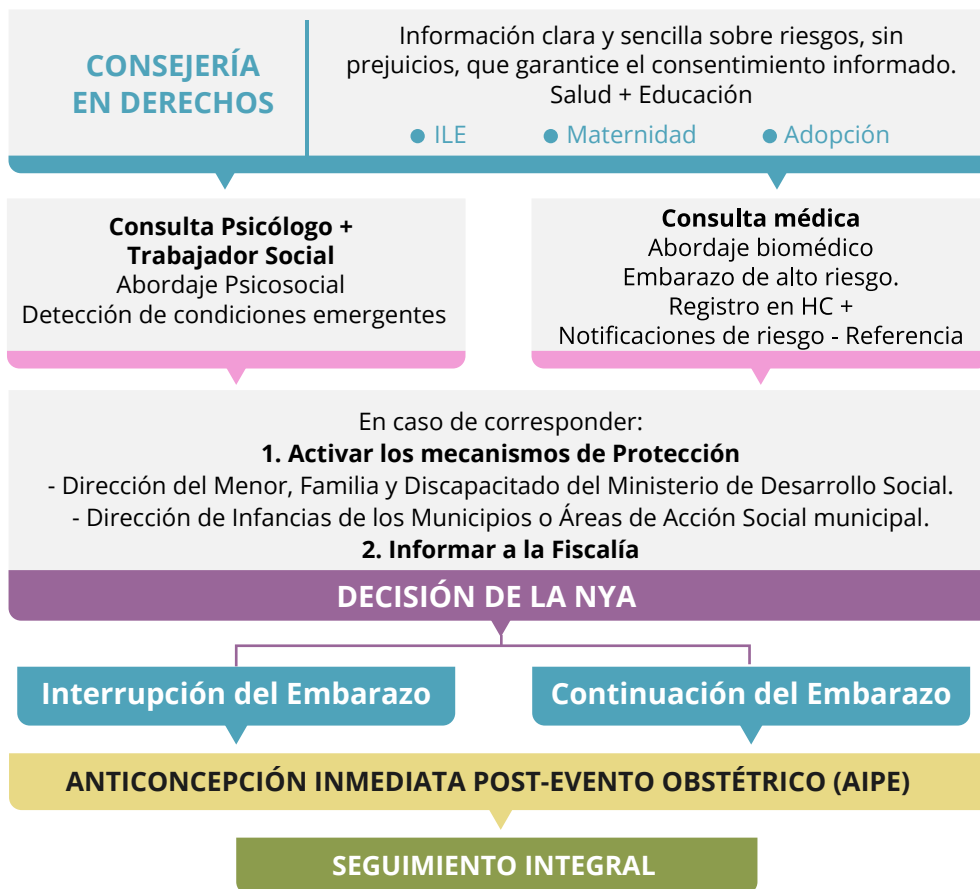 CONSEJERÍA
EN DERECHOS
Información clara y sencilla sobre riesgos, sin
prejuicios, que garantice el consentimiento informado.
Salud + Educación
● ILE
● Maternidad
● Adopción
Consulta Psicólogo +
Trabajador Social
Abordaje Psicosocial
Detección de condiciones emergentes
Consulta médica
Abordaje biomédico
Embarazo de alto riesgo.
Registro en HC +
Notificaciones de riesgo - Referencia
En caso de corresponder:
1. Activar los mecanismos de Protección
- Dirección del Menor, Familia y Discapacitado del Ministerio de Desarrollo Social.
- Dirección de Infancias de los Municipios o Áreas de Acción Social municipal.
2. Informar a la Fiscalía
DECISIÓN DE LA NYA
Interrupción del Embarazo
Continuación del Embarazo
ANTICONCEPCIÓN INMEDIATA POST-EVENTO OBSTÉTRICO (AIPE)
SEGUIMIENTO INTEGRAL